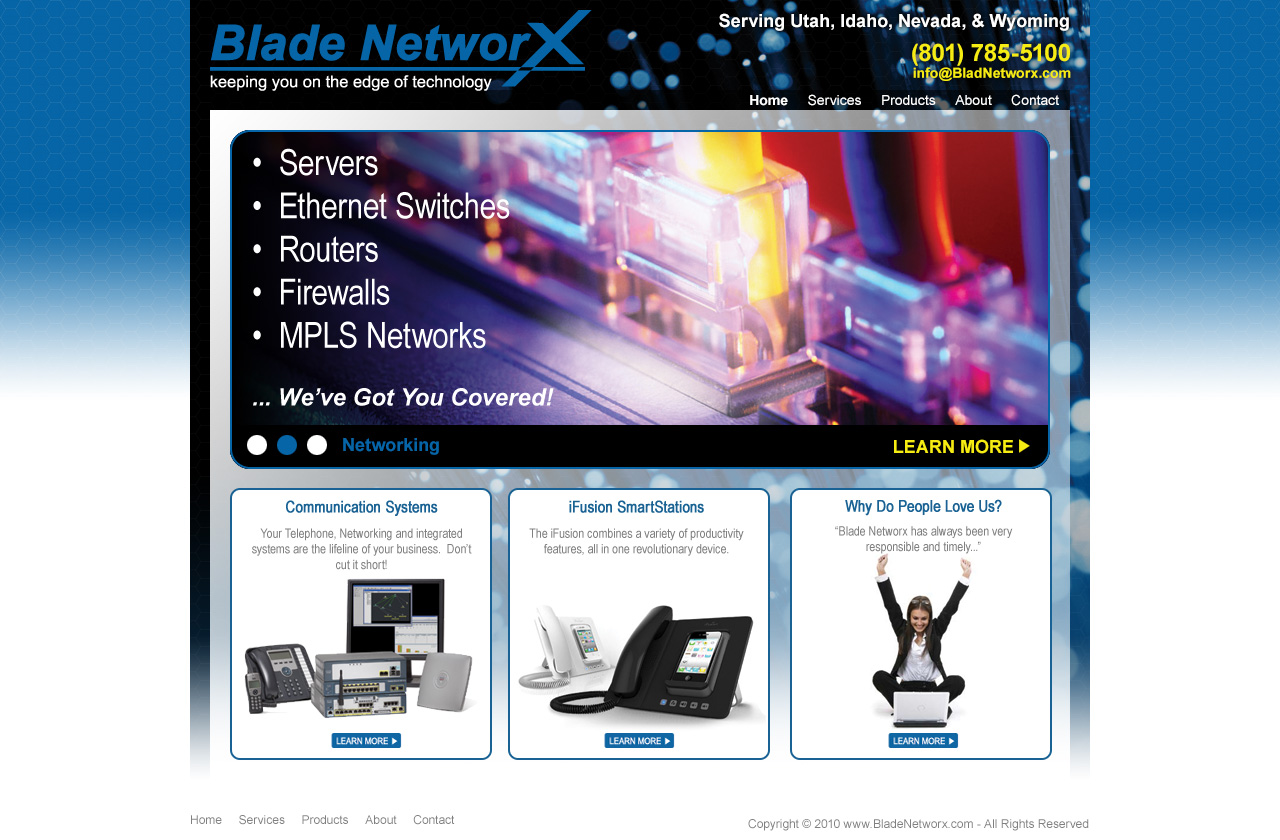 Blade NetworX
keeping you on the edge of technology
Serving Utah, Idaho, Nevada, & Wyoming
(801) 785-5100
info@BladNetworx.com
Home Services Products About Contact
• Servers
• Ethernet Switches
• Routers
• Firewalls
• MPLS Networks
... We’ve Got You Covered!
Networking
LEARN MORE
Communication Systems
Your Telephone, Networking and integrated
systems are the lifeline of your business. Don’t
cut it short!
LEARN MORE
iFusion SmartStations
The iFusion combines a variety of productivity
features, all in one revolutionary device.
LEARN MORE
Why Do People Love Us?
“Blade Networx has always been very
responsible and timely...”
LEARN MORE
Home Services Products About Contact
Copyright © 2010 www.BladeNetworx.com - All Rights Reserved